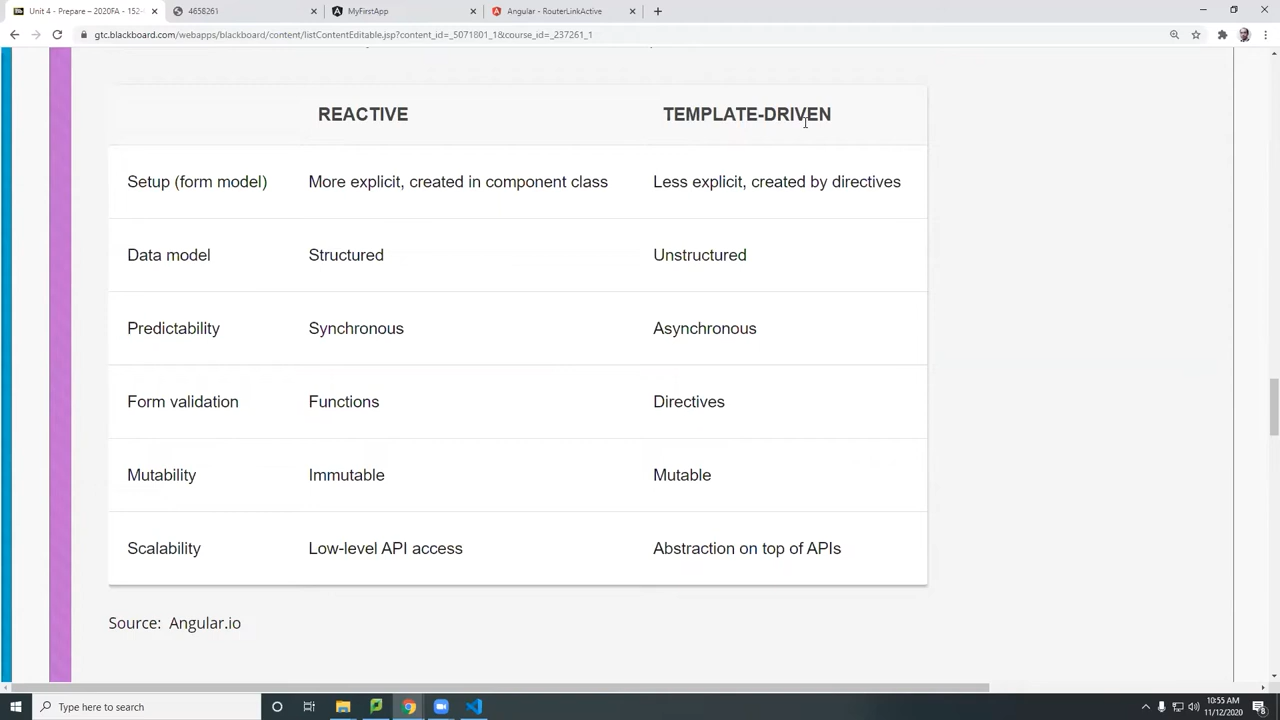 Unit 4 - Prepare – 2020FA - 152-
4658261
MyFirstApp
Angular - RouterLinkActive
gtc.blackboard.com/webapps/blackboard/content/listContentEditable.jsp?content_id=_5071801_1&course_id=_237261_1
REACTIVE TEMPLATE-DRIVEN
Setup (form model) More explicit, created in component class Less explicit, created by directives
Data model Structured Unstructured
Predictability Synchronous Asynchronous
Form validation Functions Directives
Mutability Immutable Mutable
Scalability Low-level API access Abstraction on top of APIs
Source: Angular.io
Type here to search
10:55 AM
11/12/2020
8